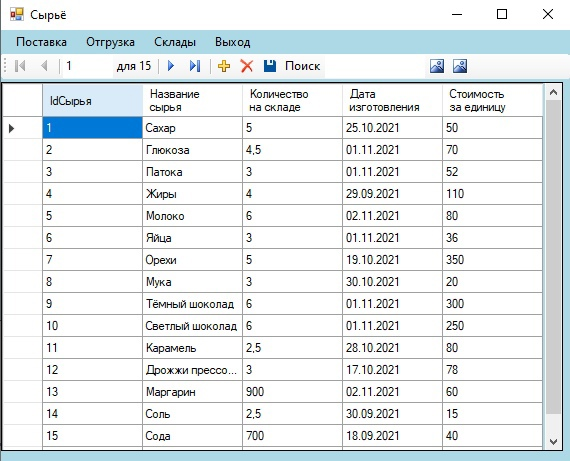 Сырьё
Поставка Отгрузка Склады Выход
1 для 15 Поиск
IdСырья Название сырья Количество на складе Дата изготовления Стоимость за единицу
1 Сахар 5 25.10.2021 50
2 Глюкоза 4,5 01.11.2021 70
3 Патока 3 01.11.2021 52
4 Жиры 4 29.09.2021 110
5 Молоко 6 02.11.2021 80
6 Яйца 3 01.11.2021 36
7 Орехи 5 19.10.2021 350
8 Мука 3 30.10.2021 20
9 Тёмный шоколад 6 01.11.2021 300
10 Светлый шоколад 6 01.11.2021 250
11 Карамель 2,5 28.10.2021 80
12 Дрожжи прессо... 3 17.10.2021 78
13 Маргарин 900 02.11.2021 60
14 Соль 2,5 30.09.2021 15
15 Сода 700 18.09.2021 40